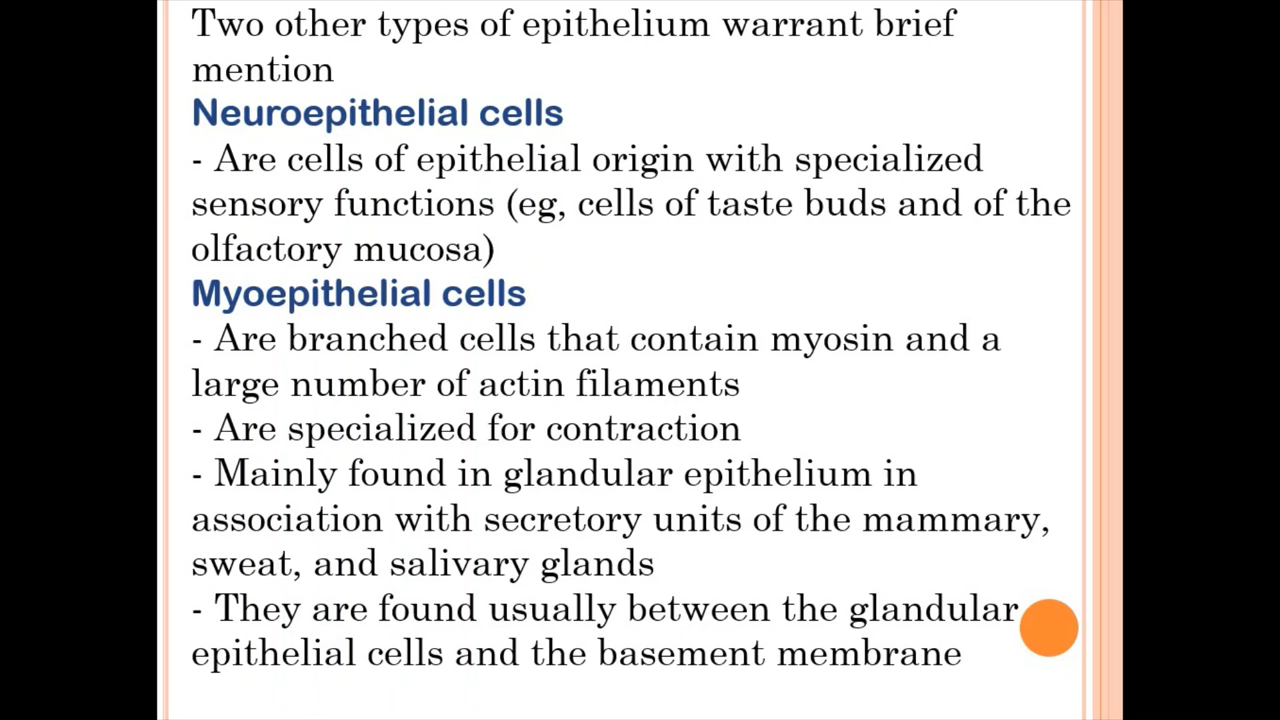 Two other types of epithelium warrant brief
mention
Neuroepithelial cells
- Are cells of epithelial origin with specialized
sensory functions (eg, cells of taste buds and of the
olfactory mucosa)
Myoepithelial cells
- Are branched cells that contain myosin and a
large number of actin filaments
- Are specialized for contraction
- Mainly found in glandular epithelium in
association with secretory units of the mammary,
sweat, and salivary glands
- They are found usually between the glandular
epithelial cells and the basement membrane